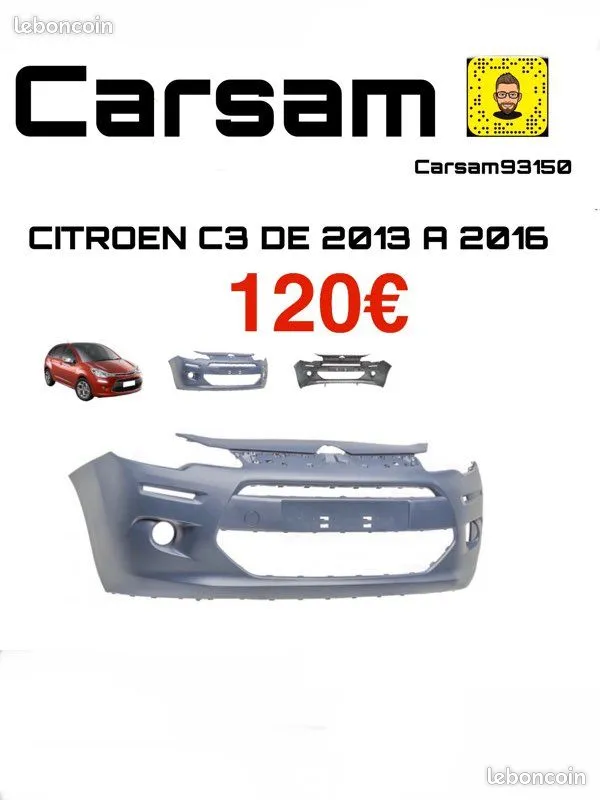 leboncoin
Carsam
Carsam93150
CITROEN C3 DE 2013 A 2016
120€
leboncoin